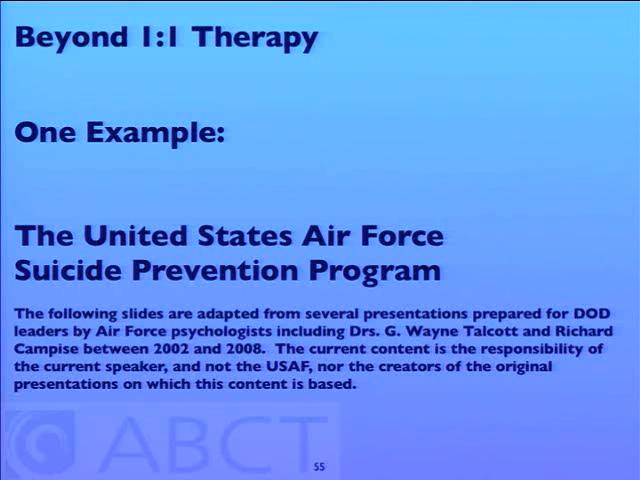 Beyond 1:1 Therapy
One Example:
The United States Air Force
Suicide Prevention Program
The following slides are adapted from several presentations prepared for DOD
leaders by Air Force psychologists including Drs. G. Wayne Talcott and Richard
Campise between 2002 and 2008.  The current content is the responsibility of
the current speaker, and not the USAF, nor the creators of the original
presentations on which this content is based.
ABCT
55